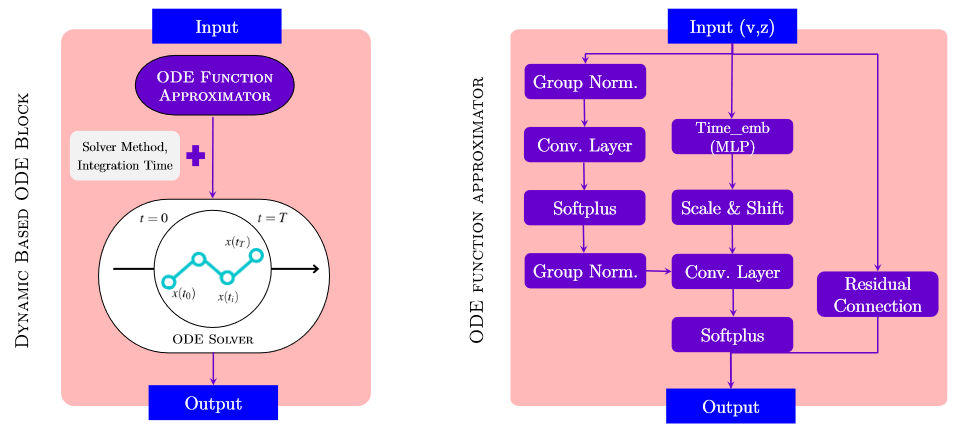 DYNAMIC BASED ODE BLOCK
Input
ODE FUNCTION
APPROXIMATOR
Solver Method,
Integration Time
t = 0
t = T
x(t_T)
x(t_0)
x(t_i)
ODE SOLVER
Output
ODE FUNCTION APPROXIMATOR
Input (v,z)
Group Norm.
Conv. Layer
Softplus
Group Norm.
Time_emb
(MLP)
Scale & Shift
Conv. Layer
Softplus
Residual
Connection
Output